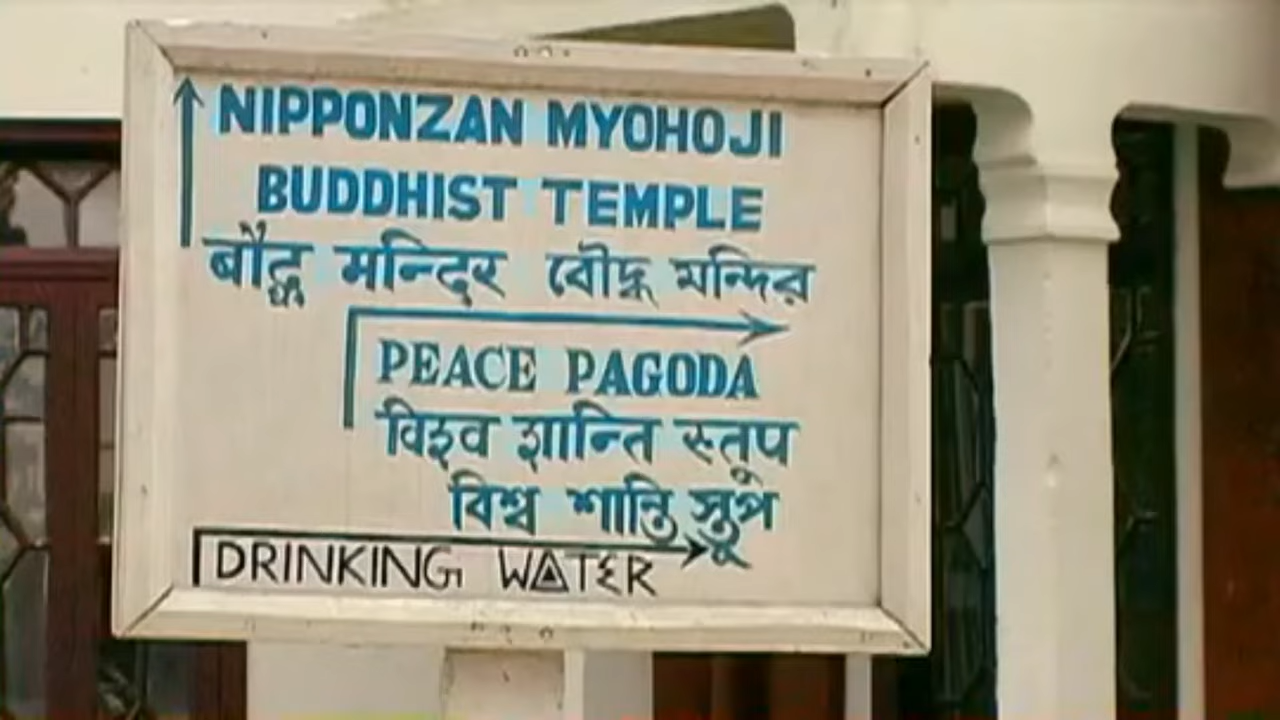 NIPPONZAN MYOHOJI
BUDDHIST TEMPLE
बौद्ध मन्दिर বৌদ্ধ মন্দির
PEACE PAGODA
विश्व शान्ति स्तूप
বিশ্ব শান্তি স্তুপ
DRINKING WATER